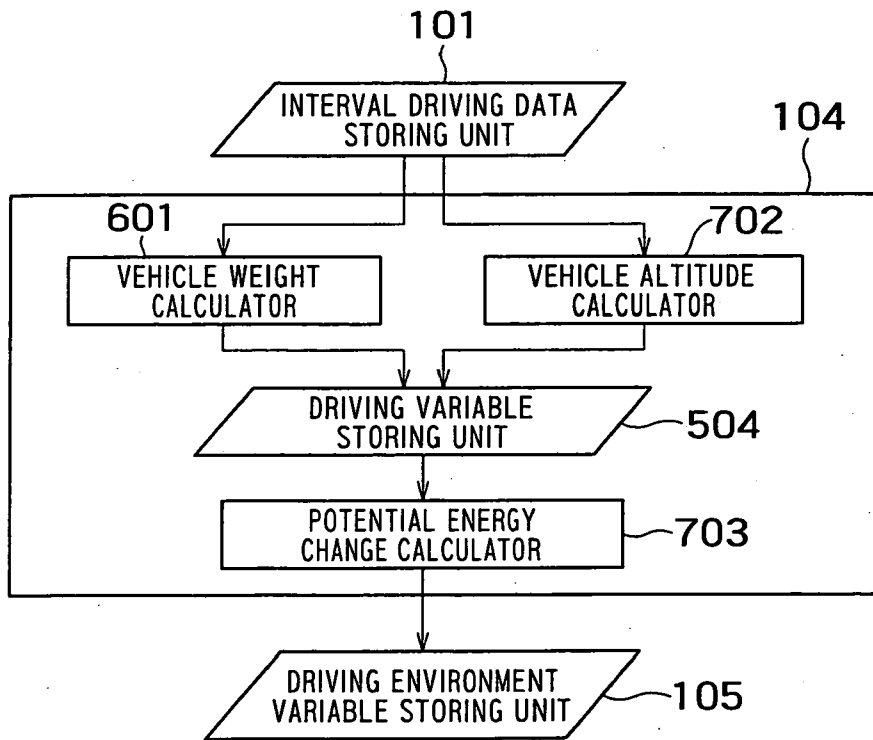 101
INTERVAL DRIVING DATA
STORING UNIT
104
601
702
VEHICLE WEIGHT
CALCULATOR
VEHICLE ALTITUDE
CALCULATOR
DRIVING VARIABLE
STORING UNIT
504
POTENTIAL ENERGY
CHANGE CALCULATOR
703
DRIVING ENVIRONMENT
VARIABLE STORING UNIT
105